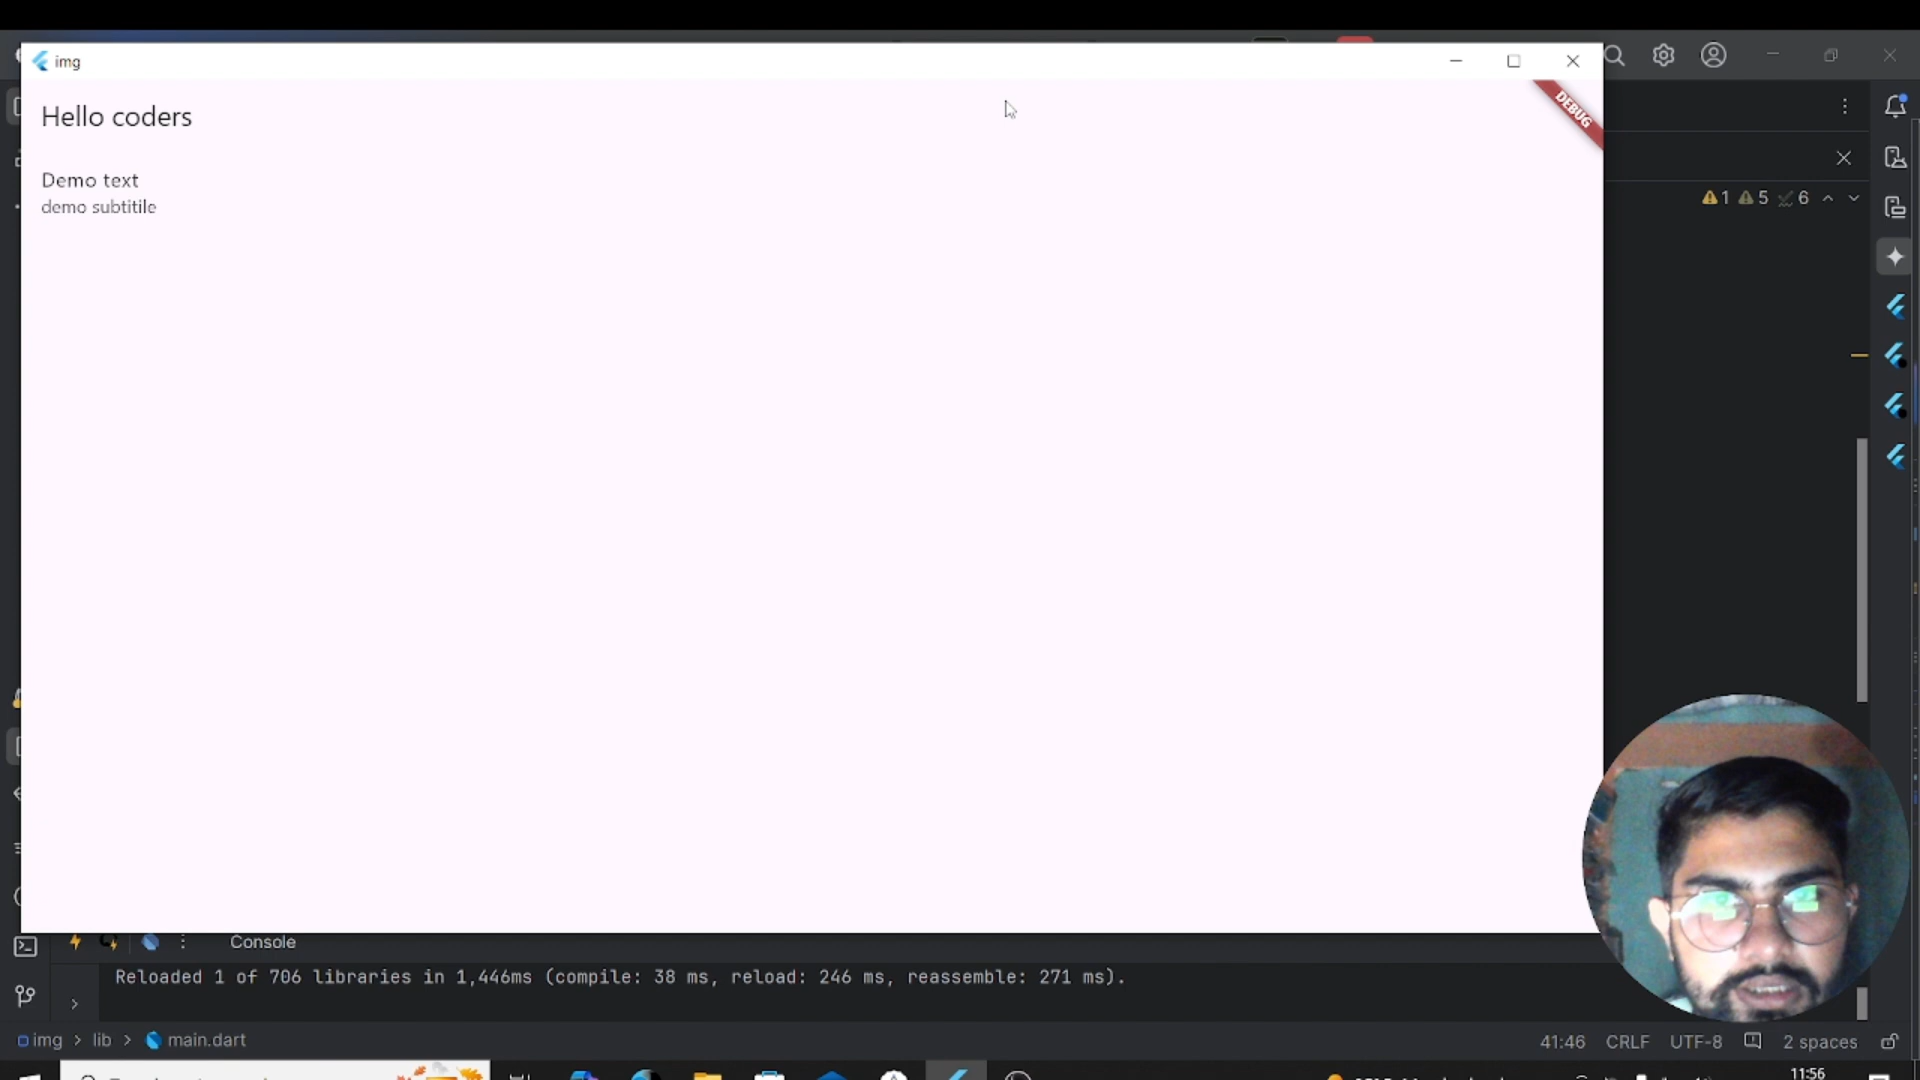 img
Hello coders
DEBUG
Demo text
demo subtitile
1 5 6
Console
Reloaded 1 of 706 libraries in 1,446ms (compile: 38 ms, reload: 246 ms, reassemble: 271 ms).
img > lib > main.dart
41:46 CRLF UTF-8 2 spaces
11:56